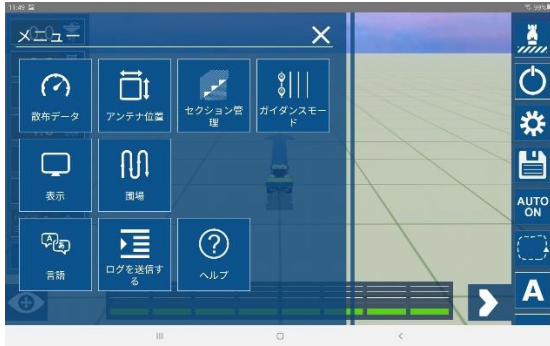 11:49
99%
メニュー
散布データ
アンテナ位置
セクション管
理
ガイダンスモー
ド
表示
圃場
言語
ログを送信す
る
ヘルプ
AUTO
ON
A